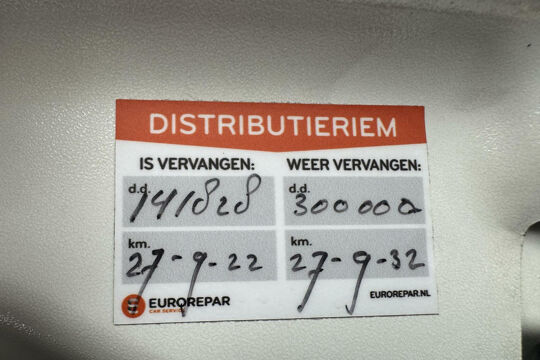 DISTRIBUTIERIEM
IS VERVANGEN: WEER VERVANGEN:
d.d. 141828 d.d. 300000
km. 27-9-22 km. 27-9-32
EUROREPAR CAR SERVICE EUROREPAR.NL